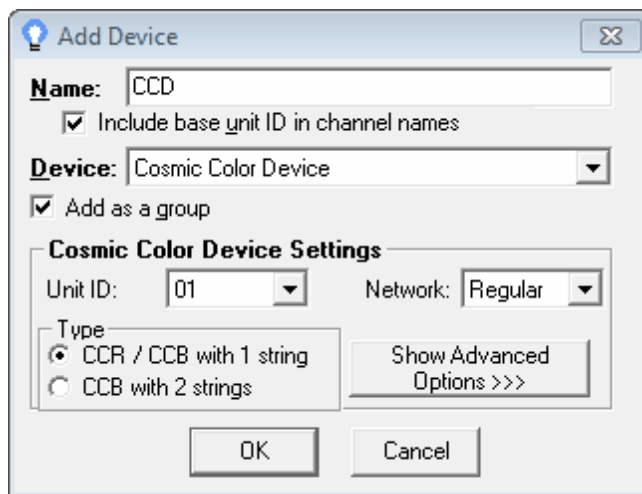 Add Device
Name: CCD
Include base unit ID in channel names
Device: Cosmic Color Device
Add as a group
Cosmic Color Device Settings
Unit ID: 01 Network: Regular
Type
CCR / CCB with 1 string
CCB with 2 strings
Show Advanced
Options >>>
OK Cancel